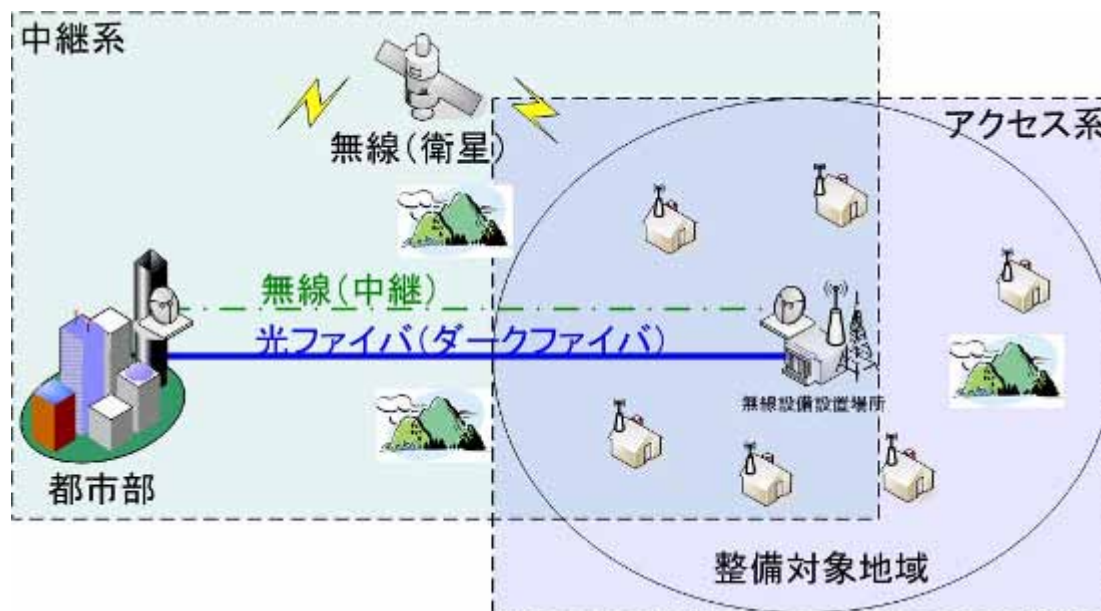 中継系
アクセス系
無線(衛星)
無線(中継)
光ファイバ(ダークファイバ)
無線設備設置場所
都市部
整備対象地域